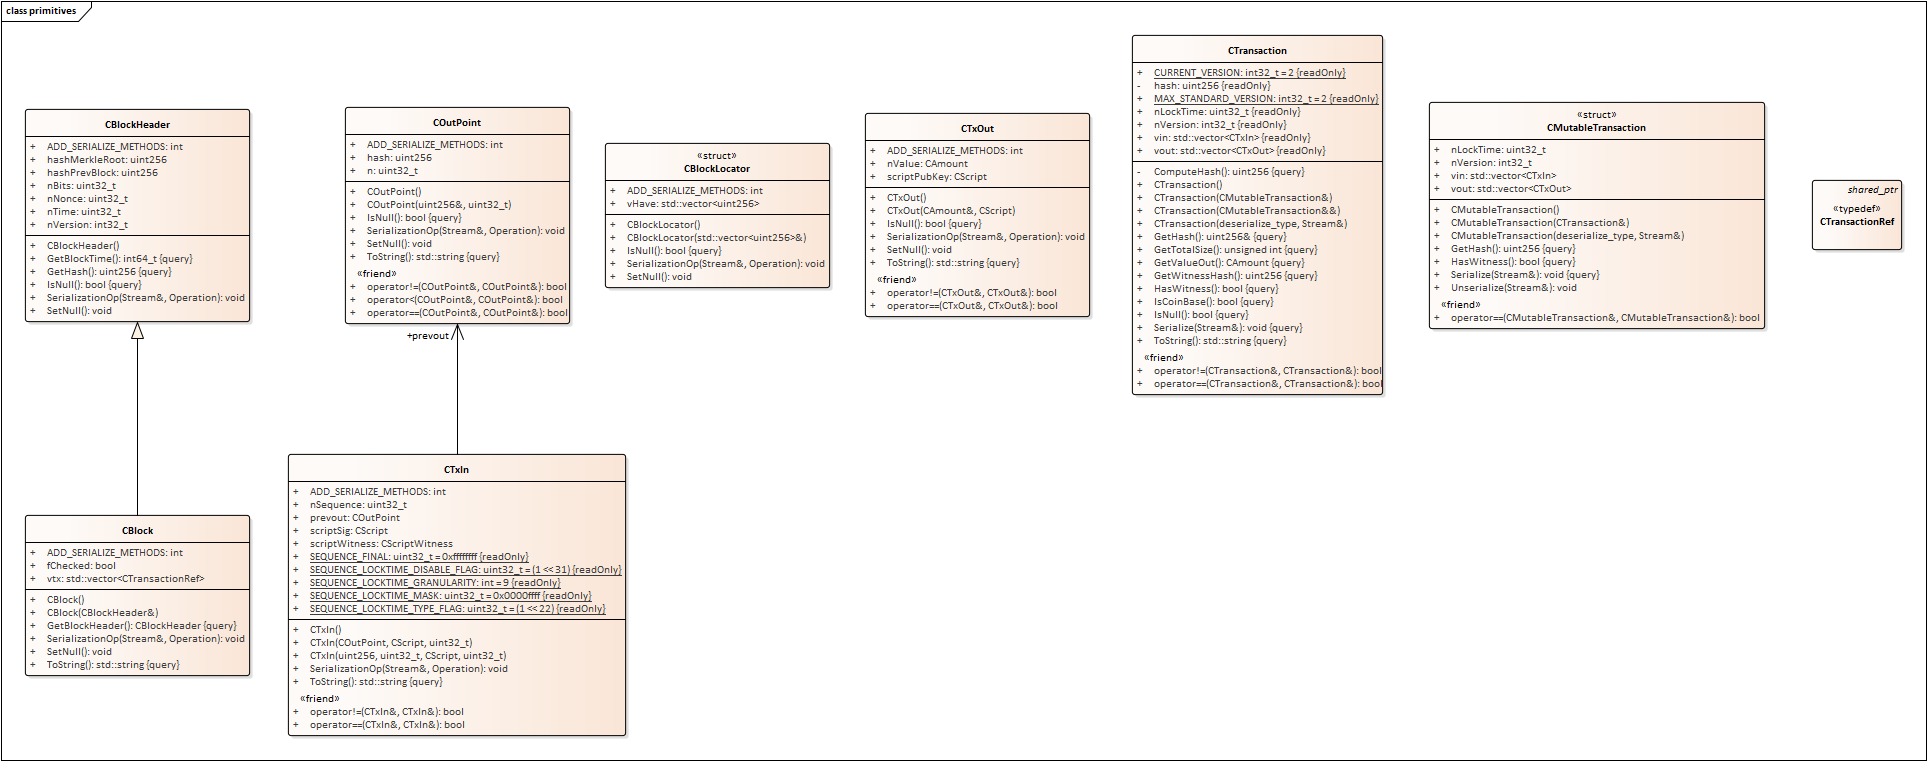 class primitives
CBlockHeader
+ ADD_SERIALIZE_METHODS: int
+ hashMerkleRoot: uint256
+ hashPrevBlock: uint256
+ nBits: uint32_t
+ nNonce: uint32_t
+ nTime: uint32_t
+ nVersion: int32_t
+ CBlockHeader()
+ GetBlockTime(): int64_t {query}
+ GetHash(): uint256 {query}
+ IsNull(): bool {query}
+ SerializationOp(Stream&, Operation): void
+ SetNull(): void
COutPoint
+ ADD_SERIALIZE_METHODS: int
+ hash: uint256
+ n: uint32_t
+ COutPoint()
+ COutPoint(uint256&, uint32_t)
+ IsNull(): bool {query}
+ SerializationOp(Stream&, Operation): void
+ SetNull(): void
+ ToString(): std::string {query}
«friend»
+ operator!=(COutPoint&, COutPoint&): bool
+ operator<(COutPoint&, COutPoint&): bool
+ operator==(COutPoint&, COutPoint&): bool
+prevout
«struct»
CBlockLocator
+ ADD_SERIALIZE_METHODS: int
+ vHave: std::vector<uint256>
+ CBlockLocator()
+ CBlockLocator(std::vector<uint256>&)
+ IsNull(): bool {query}
+ SerializationOp(Stream&, Operation): void
+ SetNull(): void
CTxOut
+ ADD_SERIALIZE_METHODS: int
+ nValue: CAmount
+ scriptPubKey: CScript
+ CTxOut()
+ CTxOut(CAmount&, CScript)
+ IsNull(): bool {query}
+ SerializationOp(Stream&, Operation): void
+ SetNull(): void
+ ToString(): std::string {query}
«friend»
+ operator!=(CTxOut&, CTxOut&): bool
+ operator==(CTxOut&, CTxOut&): bool
CTransaction
+ CURRENT_VERSION: int32_t = 2 {readOnly}
- hash: uint256 {readOnly}
+ MAX_STANDARD_VERSION: int32_t = 2 {readOnly}
+ nLockTime: uint32_t {readOnly}
+ nVersion: int32_t {readOnly}
+ vin: std::vector<CTxIn> {readOnly}
+ vout: std::vector<CTxOut> {readOnly}
- ComputeHash(): uint256 {query}
+ CTransaction()
+ CTransaction(CMutableTransaction&)
+ CTransaction(CMutableTransaction&&)
+ CTransaction(deserialize_type, Stream&)
+ GetHash(): uint256& {query}
+ GetTotalSize(): unsigned int {query}
+ GetValueOut(): CAmount {query}
+ GetWitnessHash(): uint256 {query}
+ HasWitness(): bool {query}
+ IsCoinBase(): bool {query}
+ IsNull(): bool {query}
+ Serialize(Stream&): void {query}
+ ToString(): std::string {query}
«friend»
+ operator!=(CTransaction&, CTransaction&): bool
+ operator==(CTransaction&, CTransaction&): bool
«struct»
CMutableTransaction
+ nLockTime: uint32_t
+ nVersion: int32_t
+ vin: std::vector<CTxIn>
+ vout: std::vector<CTxOut>
+ CMutableTransaction()
+ CMutableTransaction(CTransaction&)
+ CMutableTransaction(deserialize_type, Stream&)
+ GetHash(): uint256 {query}
+ HasWitness(): bool {query}
+ Serialize(Stream&): void {query}
+ Unserialize(Stream&): void
«friend»
+ operator==(CMutableTransaction&, CMutableTransaction&): bool
shared_ptr
«typedef»
CTransactionRef
CBlock
+ ADD_SERIALIZE_METHODS: int
+ fChecked: bool
+ vtx: std::vector<CTransactionRef>
+ CBlock()
+ CBlock(CBlockHeader&)
+ GetBlockHeader(): CBlockHeader {query}
+ SerializationOp(Stream&, Operation): void
+ SetNull(): void
+ ToString(): std::string {query}
CTxIn
+ ADD_SERIALIZE_METHODS: int
+ nSequence: uint32_t
+ prevout: COutPoint
+ scriptSig: CScript
+ scriptWitness: CScriptWitness
+ SEQUENCE_FINAL: uint32_t = 0xffffffff {readOnly}
+ SEQUENCE_LOCKTIME_DISABLE_FLAG: uint32_t = (1 << 31) {readOnly}
+ SEQUENCE_LOCKTIME_GRANULARITY: int = 9 {readOnly}
+ SEQUENCE_LOCKTIME_MASK: uint32_t = 0x0000ffff {readOnly}
+ SEQUENCE_LOCKTIME_TYPE_FLAG: uint32_t = (1 << 22) {readOnly}
+ CTxIn()
+ CTxIn(COutPoint, CScript, uint32_t)
+ CTxIn(uint256, uint32_t, CScript, uint32_t)
+ SerializationOp(Stream&, Operation): void
+ ToString(): std::string {query}
«friend»
+ operator!=(CTxIn&, CTxIn&): bool
+ operator==(CTxIn&, CTxIn&): bool